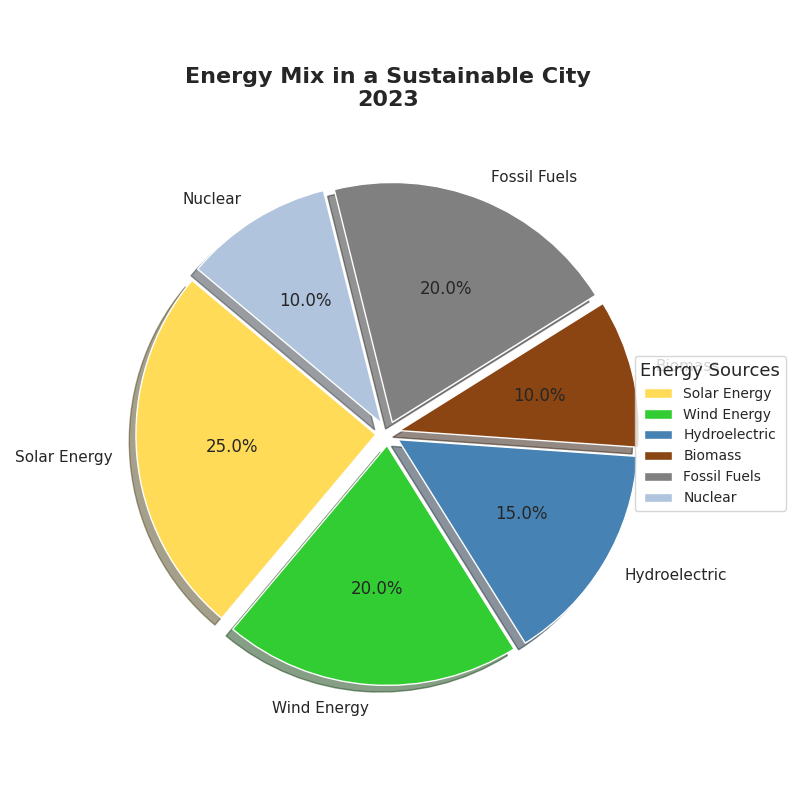 Energy Mix in a Sustainable City
2023
Fossil Fuels
Nuclear
20.0%
10.0%
Biomass
Energy Sources
Solar Energy
Wind Energy
Hydroelectric
Biomass
Fossil Fuels
Nuclear
10.0%
25.0%
Solar Energy
15.0%
Hydroelectric
20.0%
Wind Energy